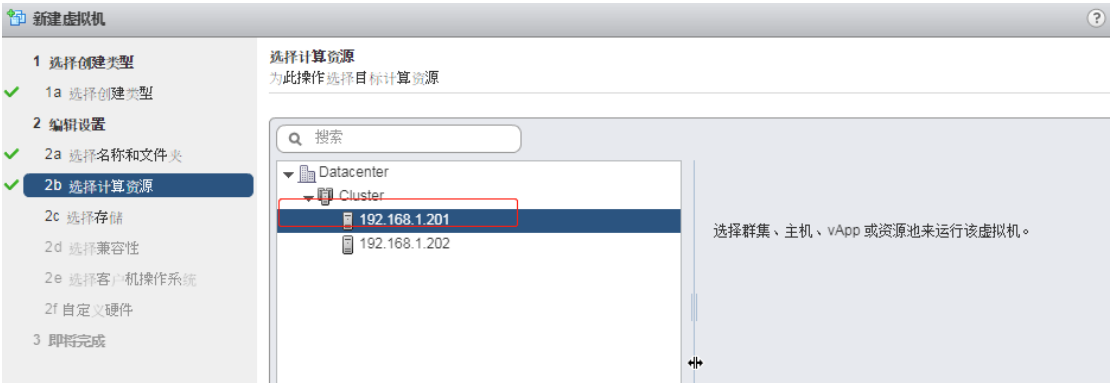 新建虚拟机
?
1 选择创建类型
1a 选择创建类型
2 编辑设置
2a 选择名称和文件夹
2b 选择计算资源
2c 选择存储
2d 选择兼容性
2e 选择客户机操作系统
2f 自定义硬件
3 即将完成
选择计算资源
为此操作选择目标计算资源
搜索
Datacenter
Cluster
192.168.1.201
192.168.1.202
选择群集、主机、vApp 或资源池来运行该虚拟机。